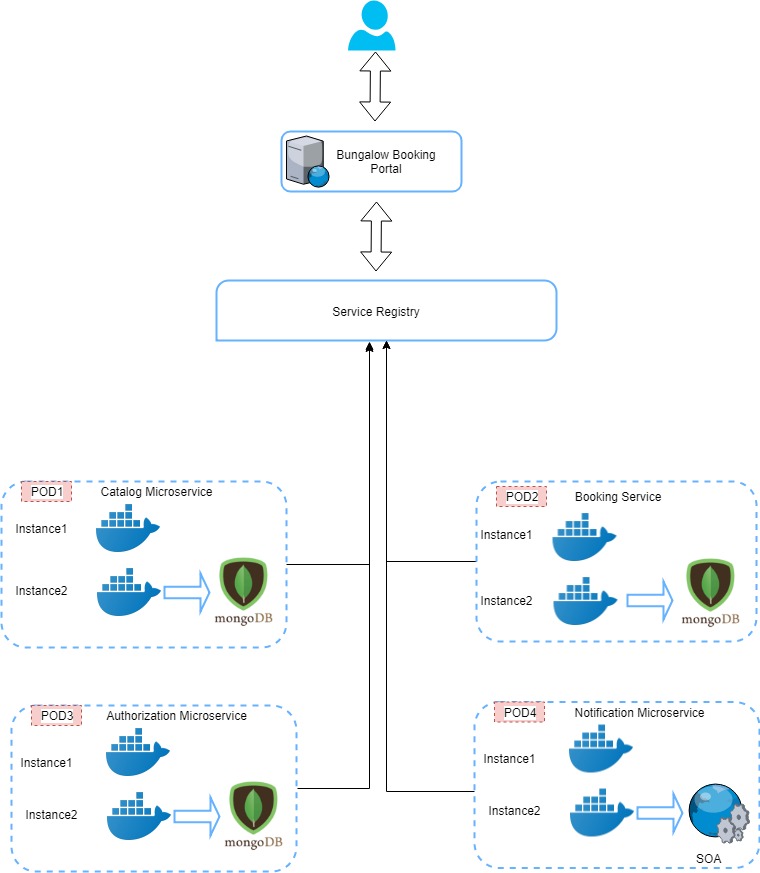 Bungalow Booking
Portal
Service Registry
POD1
Catalog Microservice
Instance1
Instance2
mongoDB
POD2
Booking Service
Instance1
Instance2
mongoDB
POD3
Authorization Microservice
Instance1
Instance2
mongoDB
POD4
Notification Microservice
Instance1
Instance2
SOA